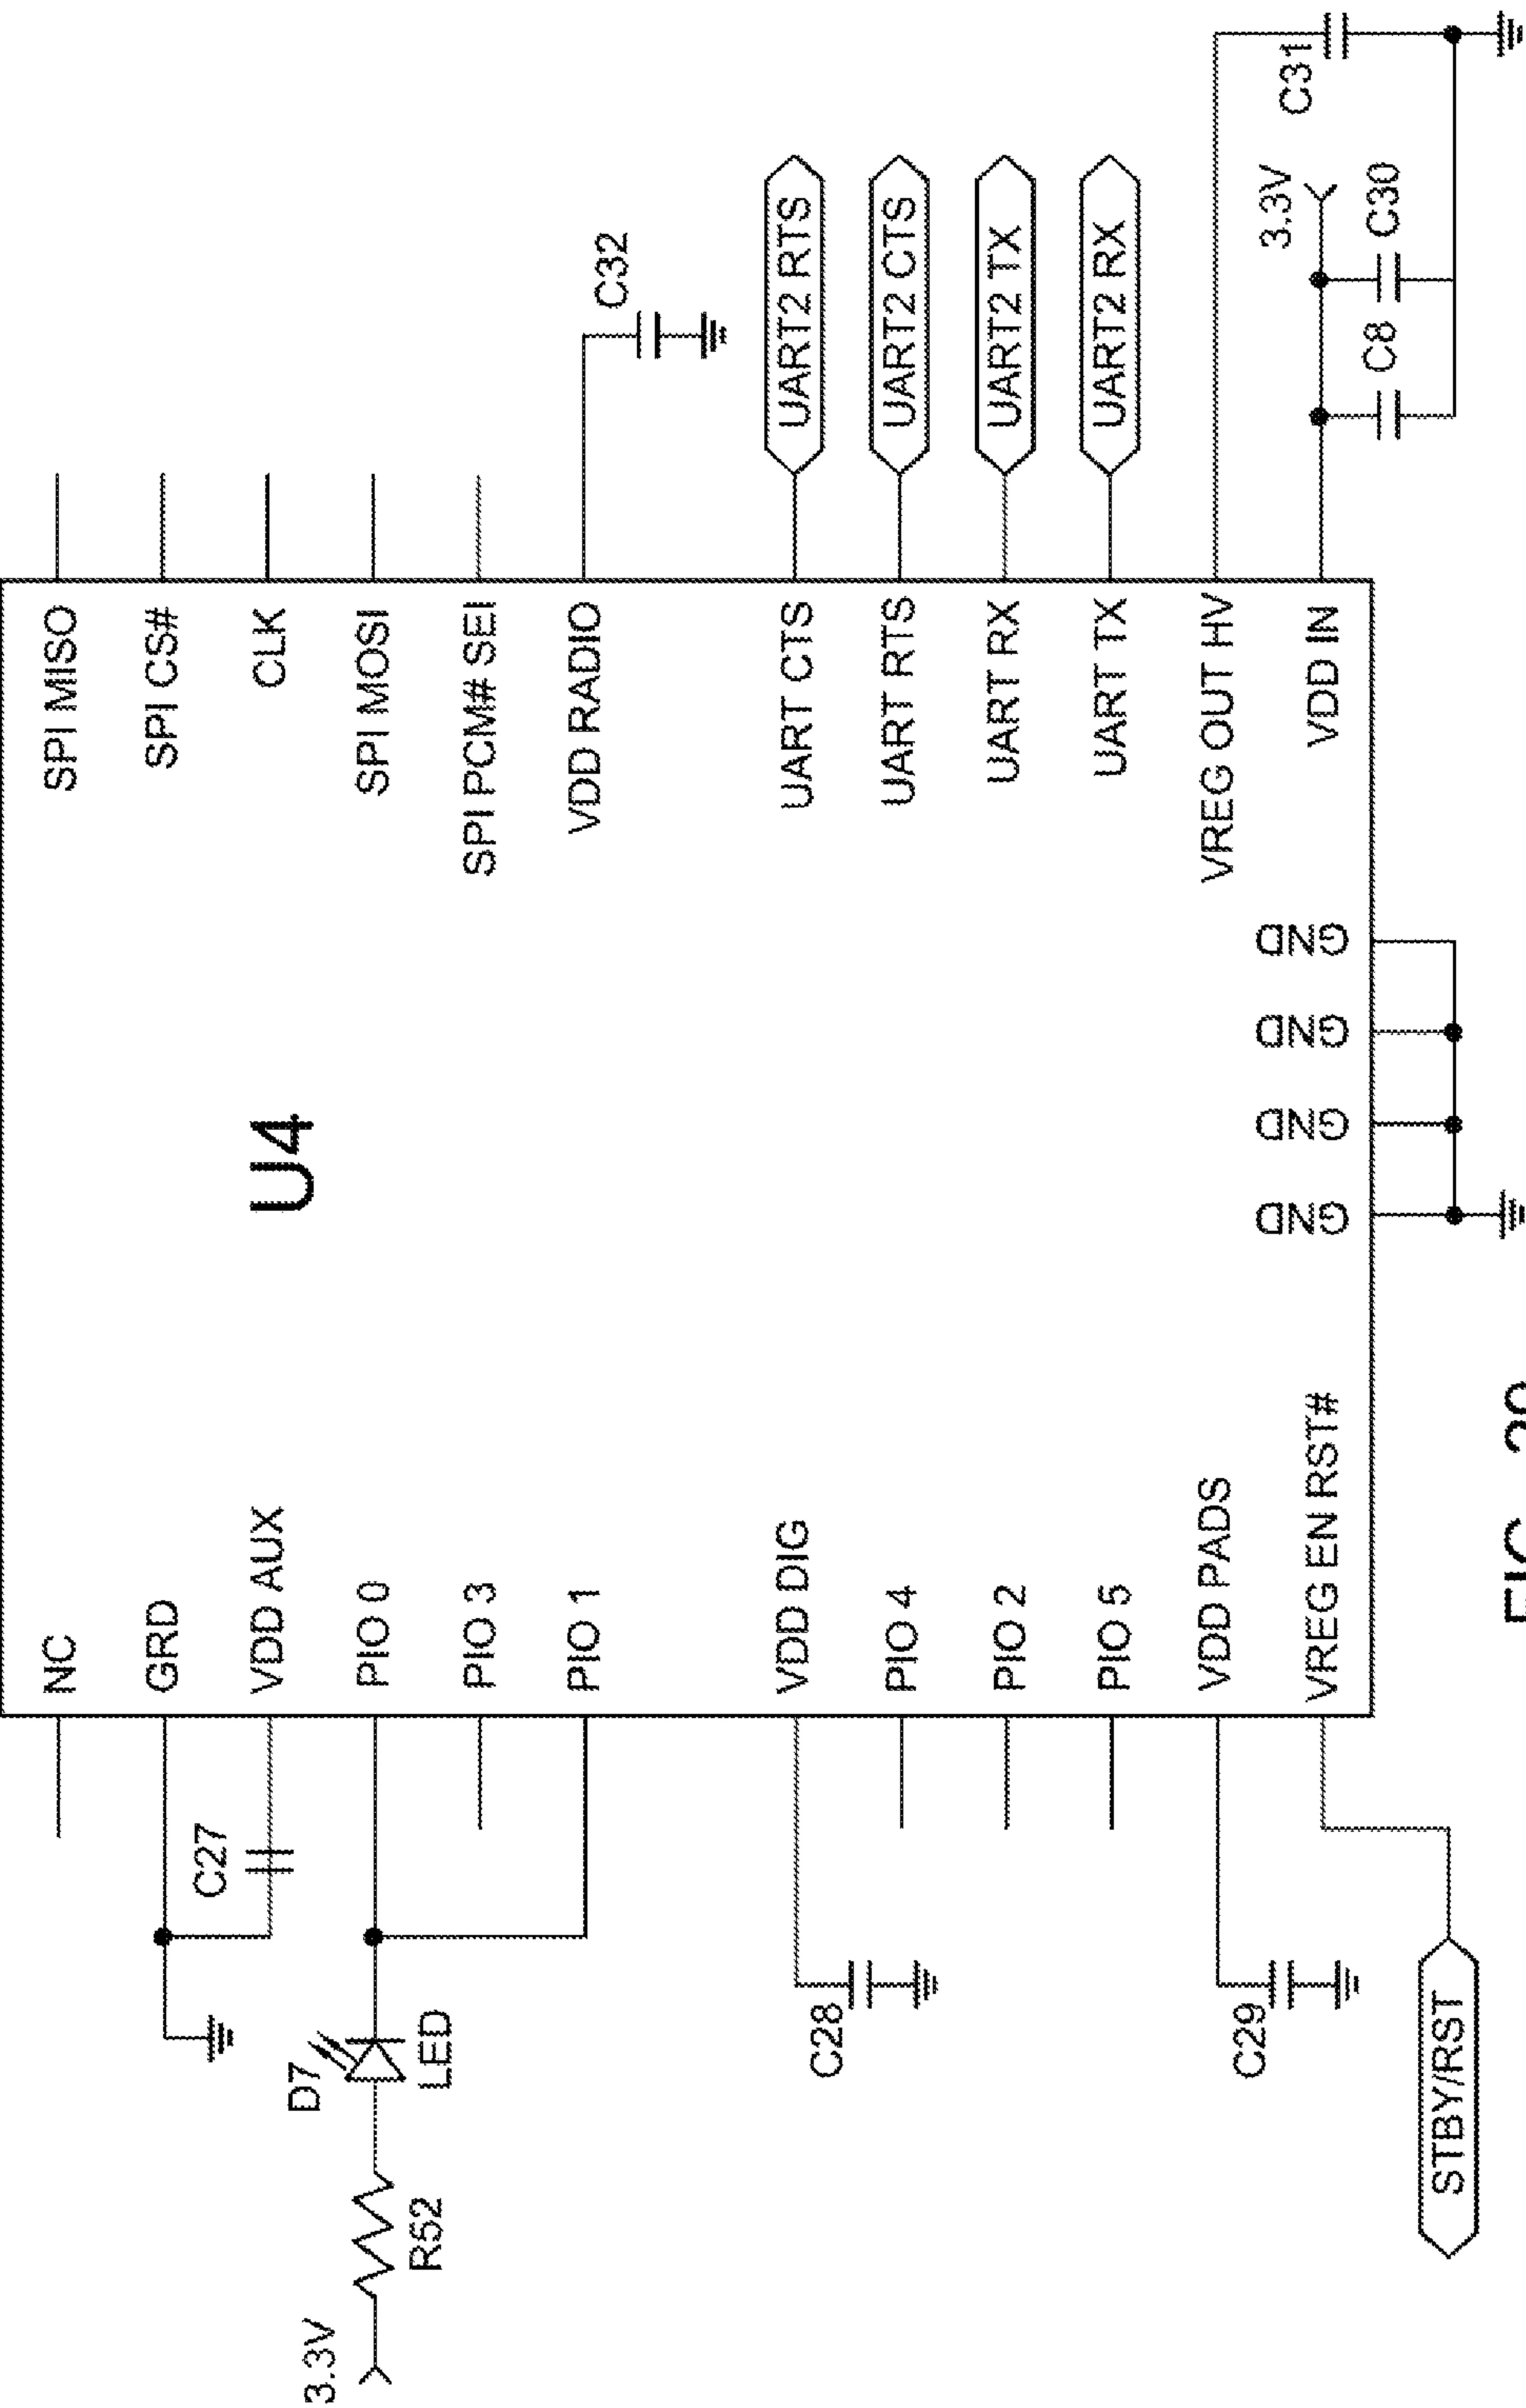 U4
NC
GRD
VDD AUX
PIO 0
PIO 3
PIO 1
VDD DIG
PIO 4
PIO 2
PIO 5
VDD PADS
VREG EN RST#
SPI MISO
SPI CS#
CLK
SPI MOSI
SPI PCM# SEI
VDD RADIO
UART CTS
UART RTS
UART RX
UART TX
VREG OUT HV
VDD IN
GND
GND
GND
GND
C27
3.3V
R52
D7
LED
C28
C29
STBY/RST
C32
UART2 RTS
UART2 CTS
UART2 TX
UART2 RX
3.3V
C8
C30
C31